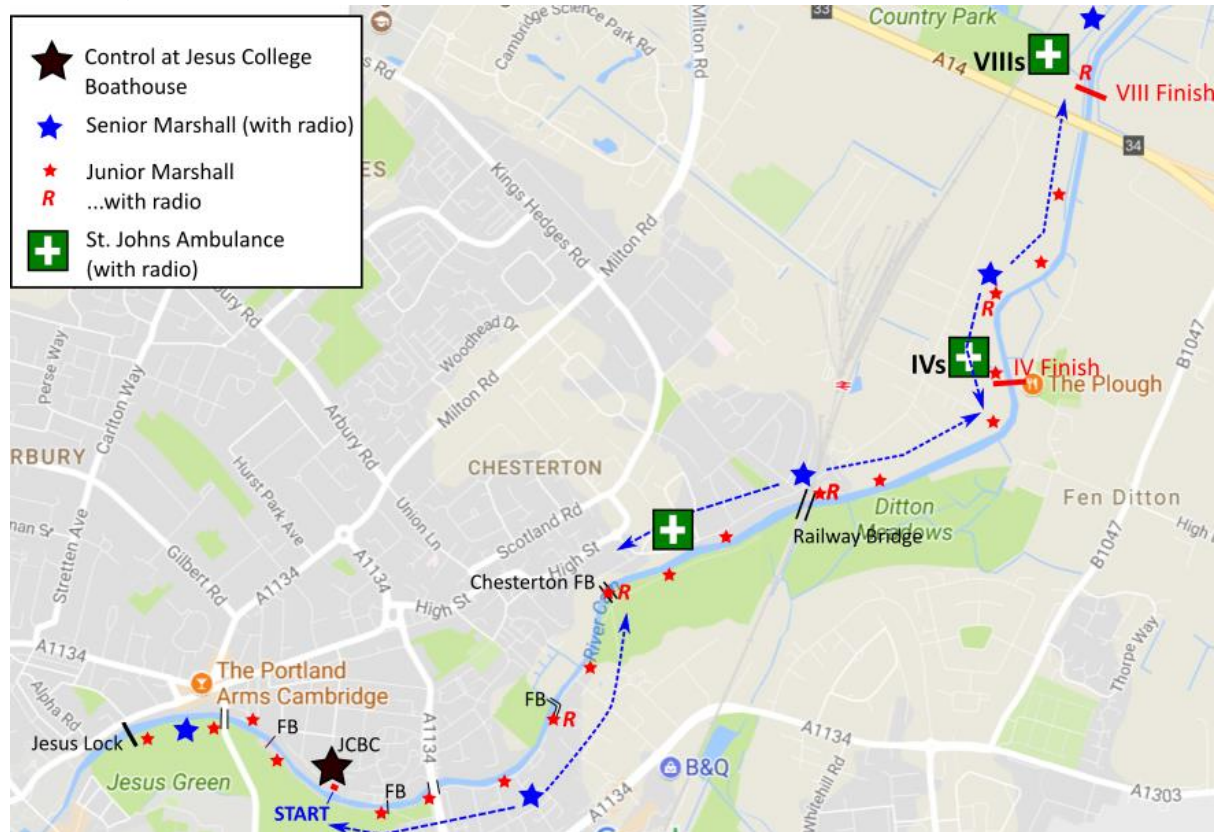 Control at Jesus College
Boathouse
Senior Marshall (with radio)
Junior Marshall
R ...with radio
St. Johns Ambulance
(with radio)
Cambridge Science Park Rd
Milton Rd
33
Country Park
A14
VIIIs
R
VIII Finish
34
Kings Hedges Rd
Milton Rd
Arbury Rd
Woodhead Dr
Milton Rd
Perse Way
Carlton Way
Arbury Rd
Hurst Park Ave
Union Ln
CHESTERTON
R
IVs
IV Finish
The Plough
B1047
RBURY
Stretten Ave
Gilbert Rd
A1134
A1134
Scotland Rd
High St
High St
R
Railway Bridge
Ditton
Meadows
Fen Ditton
High
B1047
Chesterton FB
R
River Cam
A1134
Alpha Rd
The Portland
Arms Cambridge
Jesus Lock
FB
JCBC
A1134
FB
R
Jesus Green
START
FB
B&Q
A1134
A1134
Whitehill Rd
Thorpe Way
A1303